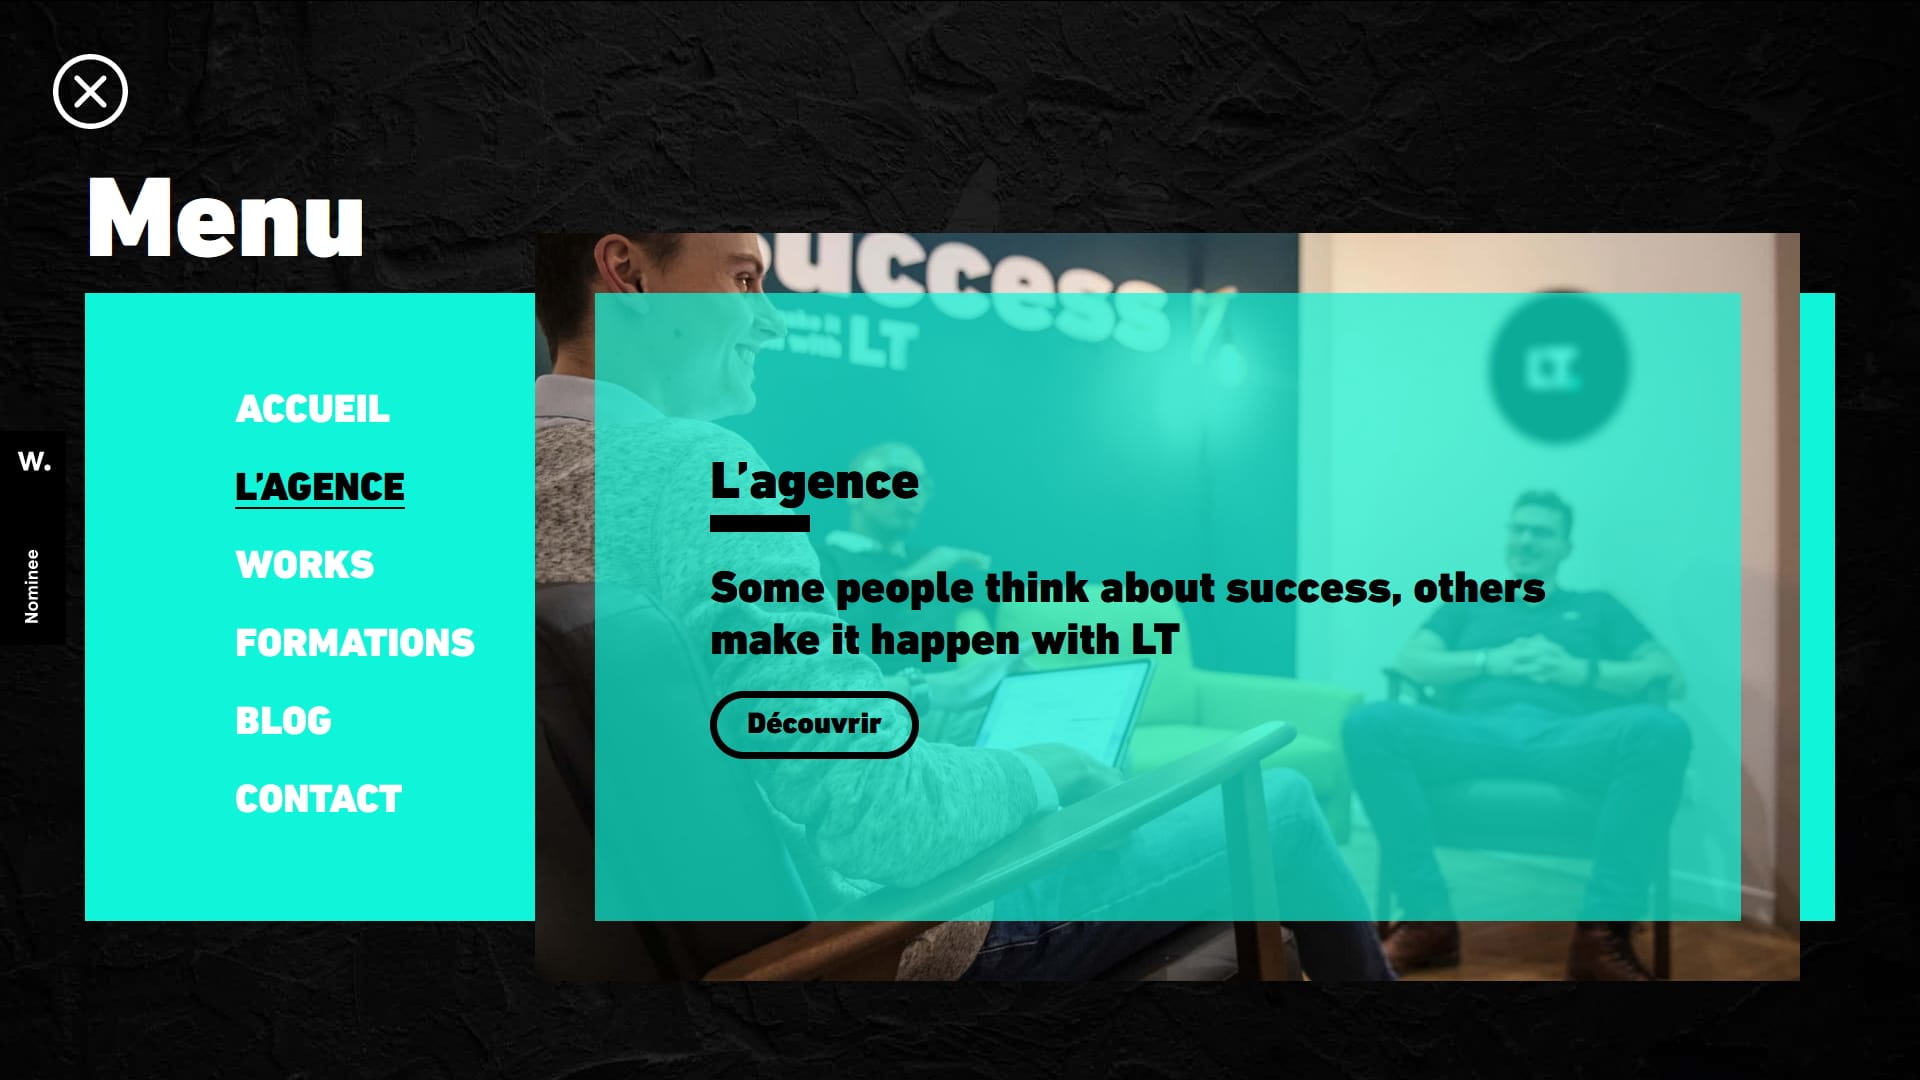 Menu
success
LT
ACCUEIL
L'AGENCE
WORKS
FORMATIONS
BLOG
CONTACT
W.
Nominee
L'agence
Some people think about success, others
make it happen with LT
Découvrir